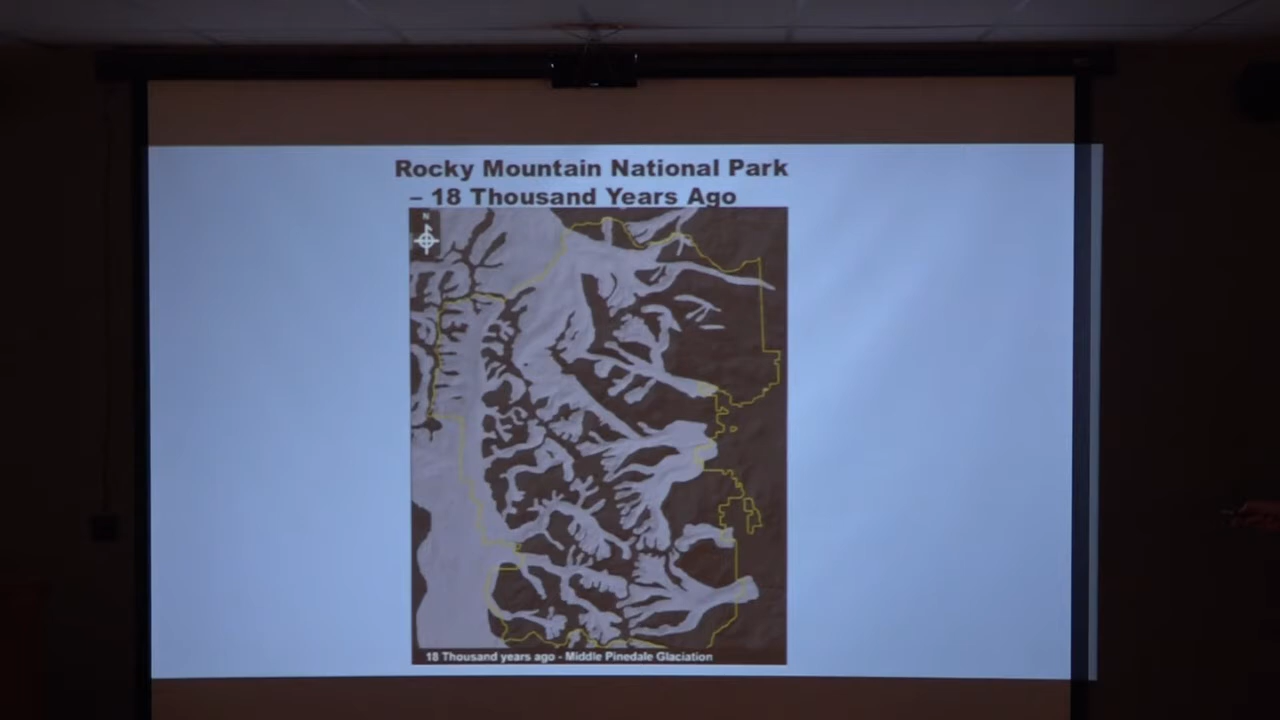 Rocky Mountain National Park
– 18 Thousand Years Ago
N
18 Thousand years ago - Middle Pinedale Glaciation